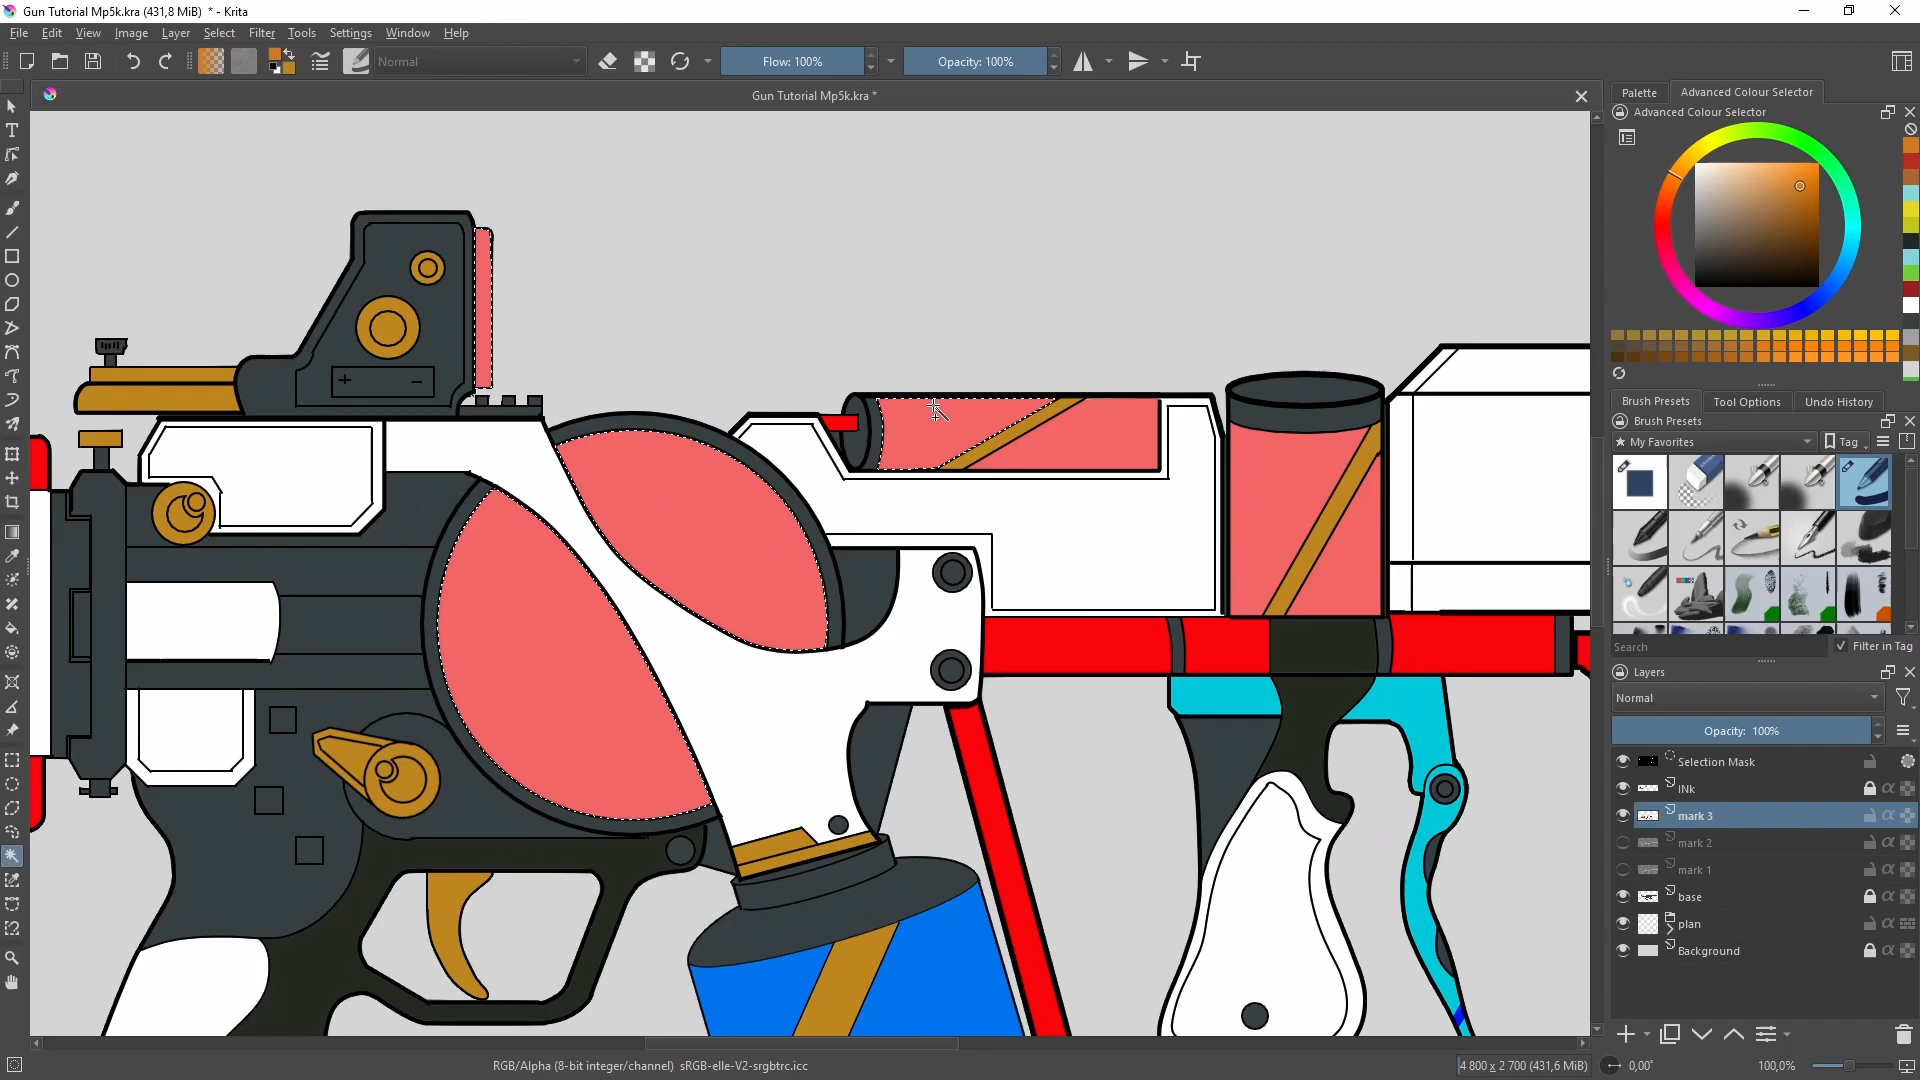 Gun Tutorial Mp5k.kra (431,8 MiB) * - Krita
File Edit View Image Layer Select Filter Tools Settings Window Help
Normal
Flow: 100%
Opacity: 100%
Gun Tutorial Mp5k.kra *
Palette
Advanced Colour Selector
Advanced Colour Selector
Brush Presets
Tool Options
Undo History
Brush Presets
★ My Favorites
Tag
Search
Filter in Tag
Layers
Normal
Opacity: 100%
Selection Mask
INk
mark 3
mark 2
mark 1
base
plan
Background
RGB/Alpha (8-bit integer/channel) sRGB-elle-V2-srgbtrc.icc
4 800 x 2 700 (431,6 MiB)
0,00°
100,0%